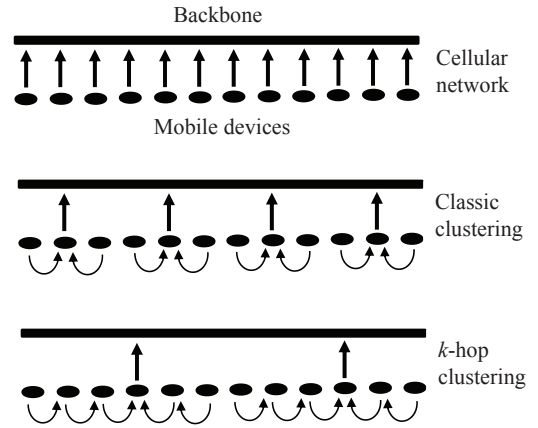 Backbone
Cellular
network
Mobile devices
Classic
clustering
k-hop
clustering